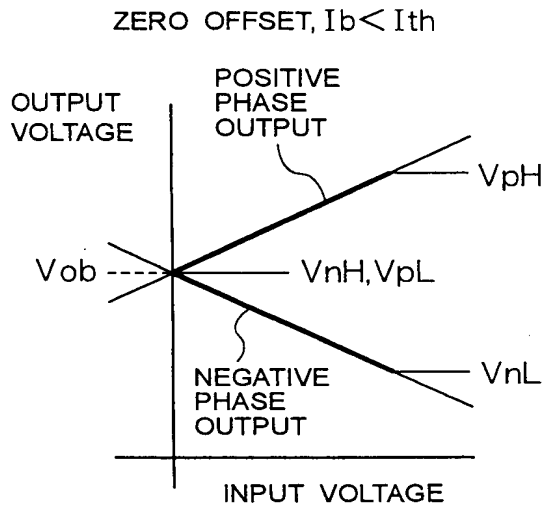 ZERO OFFSET, Ib< Ith
POSITIVE
PHASE
OUTPUT
OUTPUT
VOLTAGE
VpH
Vob
VnH, VpL
VnL
NEGATIVE
PHASE
OUTPUT
INPUT VOLTAGE